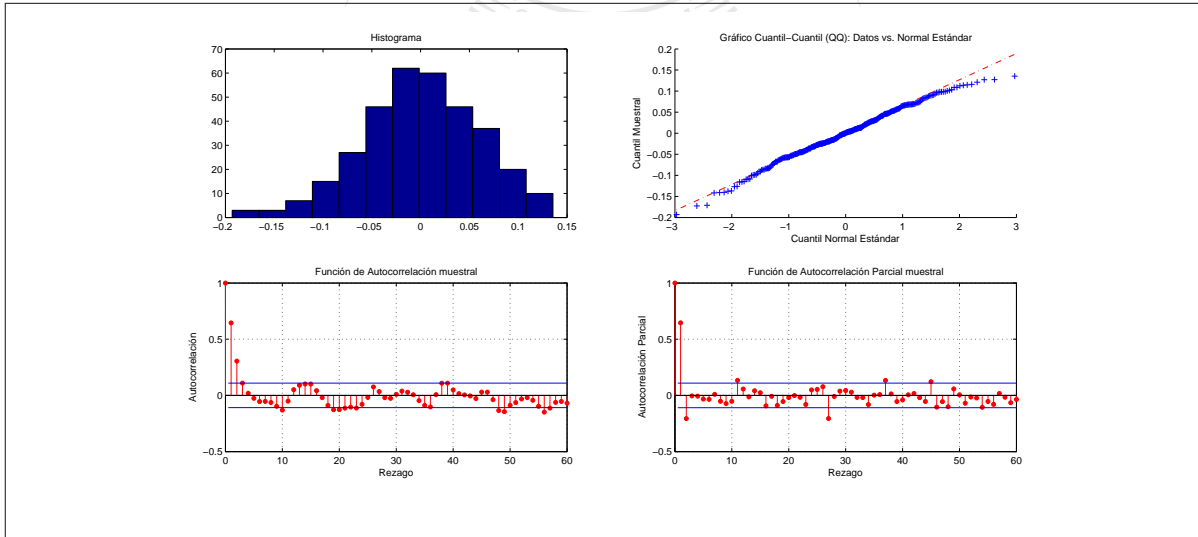 Histograma
70
60
50
40
30
20
10
0
−0.2 −0.15 −0.1 −0.05 0 0.05 0.1 0.15
Gráfico Cuantil−Cuantil (QQ): Datos vs. Normal Estándar
Cuantil Muestral
0.2
0.15
0.1
0.05
0
−0.05
−0.1
−0.15
−0.2
−3 −2 −1 0 1 2 3
Cuantil Normal Estándar
Función de Autocorrelación muestral
Autocorrelación
1
0.5
0
−0.5
0 10 20 30 40 50 60
Rezago
Función de Autocorrelación Parcial muestral
Autocorrelación Parcial
1
0.5
0
−0.5
0 10 20 30 40 50 60
Rezago